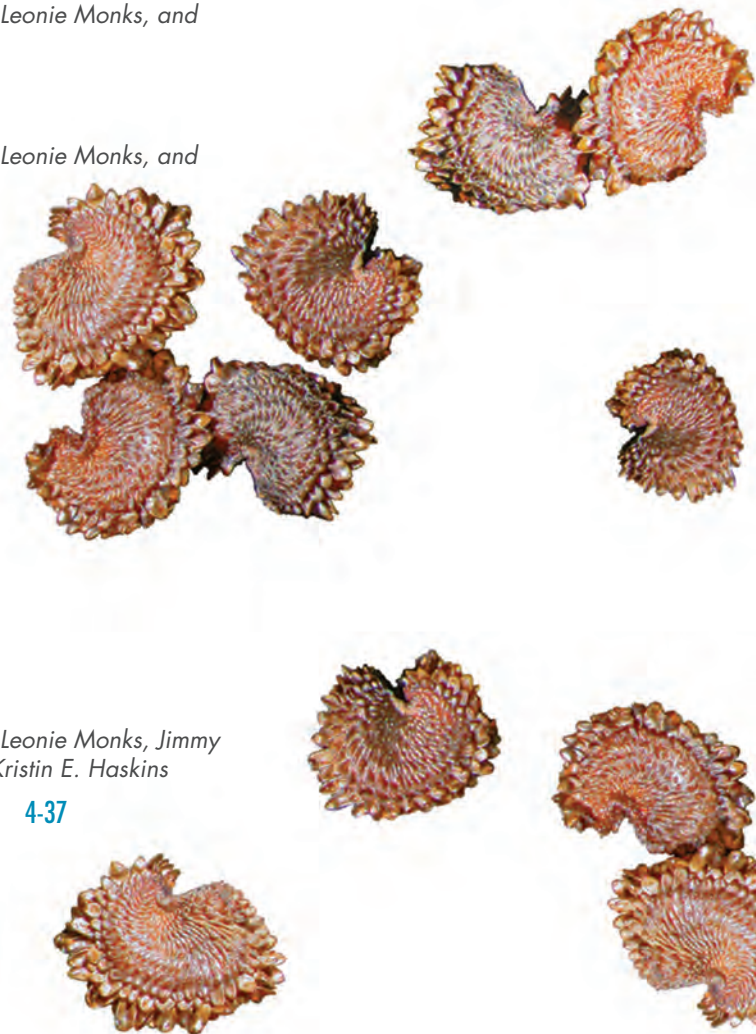 Leonie Monks, and
Leonie Monks, and
Leonie Monks, Jimmy
Kristin E. Haskins
4-37